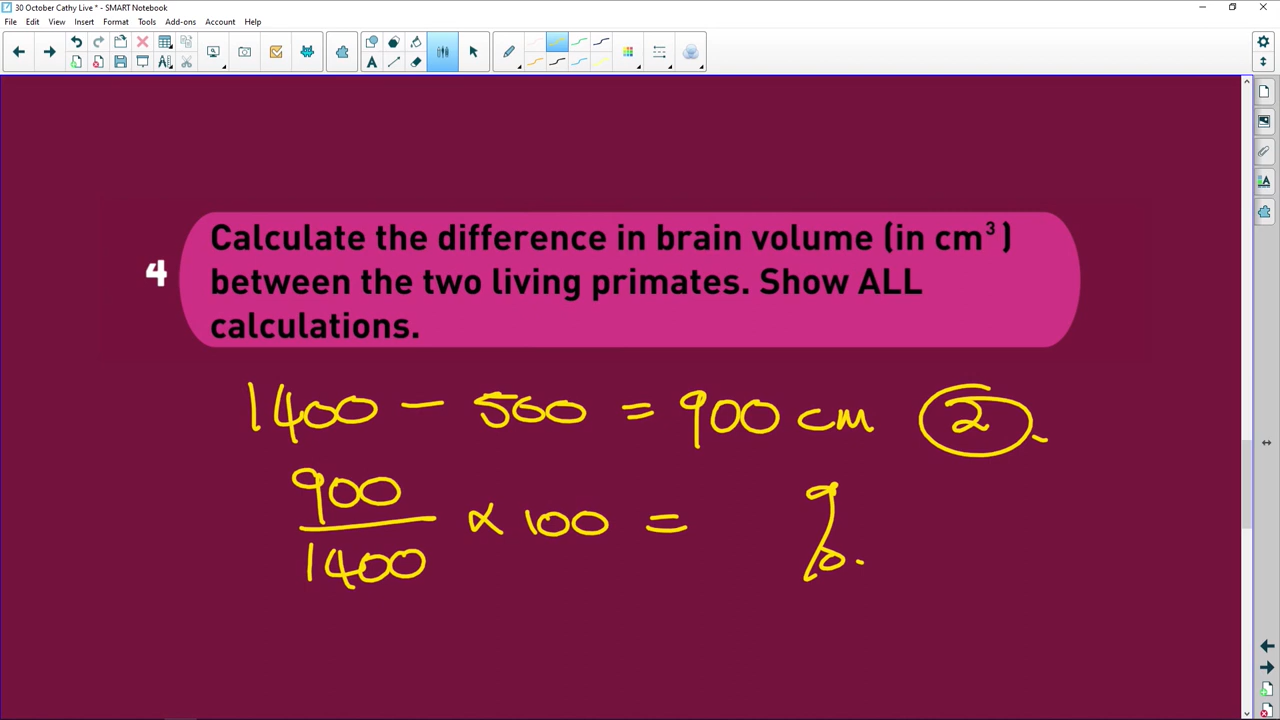 30 October Cathy Live * - SMART Notebook
File Edit View Insert Format Tools Add-ons Account Help
4
Calculate the difference in brain volume (in cm³)
between the two living primates. Show ALL
calculations.
1400 - 500 = 900 cm 2.
900
1400
× 100 = %.